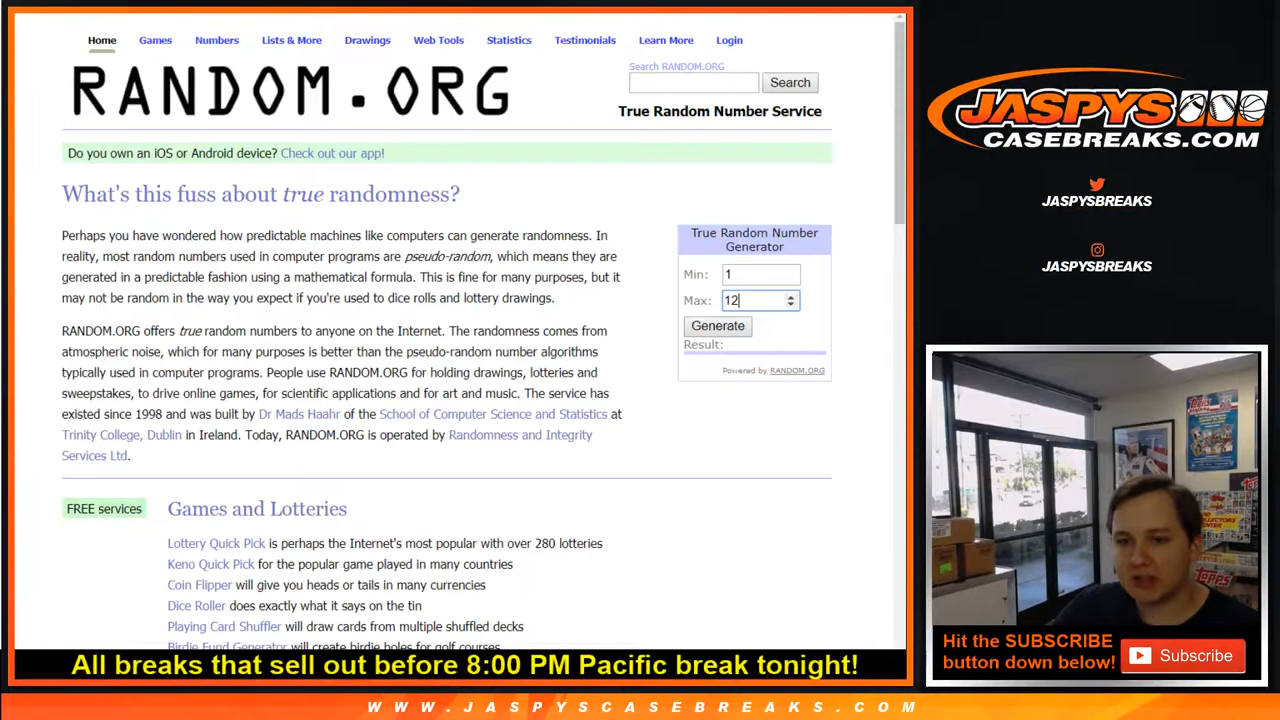 Home Games Numbers Lists & More Drawings Web Tools Statistics Testimonials Learn More Login
RANDOM.ORG
Search RANDOM.ORG
Search
True Random Number Service
Do you own an iOS or Android device? Check out our app!
What's this fuss about true randomness?
Perhaps you have wondered how predictable machines like computers can generate randomness. In
reality, most random numbers used in computer programs are pseudo-random, which means they are
generated in a predictable fashion using a mathematical formula. This is fine for many purposes, but it
may not be random in the way you expect if you're used to dice rolls and lottery drawings.
RANDOM.ORG offers true random numbers to anyone on the Internet. The randomness comes from
atmospheric noise, which for many purposes is better than the pseudo-random number algorithms
typically used in computer programs. People use RANDOM.ORG for holding drawings, lotteries and
sweepstakes, to drive online games, for scientific applications and for art and music. The service has
existed since 1998 and was built by Dr Mads Haahr of the School of Computer Science and Statistics at
Trinity College, Dublin in Ireland. Today, RANDOM.ORG is operated by Randomness and Integrity
Services Ltd.
True Random Number
Generator
Min: 1
Max: 12
Generate
Result:
Powered by RANDOM.ORG
FREE services
Games and Lotteries
Lottery Quick Pick is perhaps the Internet's most popular with over 280 lotteries
Keno Quick Pick for the popular game played in many countries
Coin Flipper will give you heads or tails in many currencies
Dice Roller does exactly what it says on the tin
Playing Card Shuffler will draw cards from multiple shuffled decks
Birdie Fund Generator will create birdie holes for golf courses
JASPYS
CASEBREAKS.COM
JASPYSBREAKS
JASPYSBREAKS
Topps
Topps
Hit the SUBSCRIBE
button down below!
Subscribe
All breaks that sell out before 8:00 PM Pacific break tonight!
WWW.JASPYSCASEBREAKS.COM